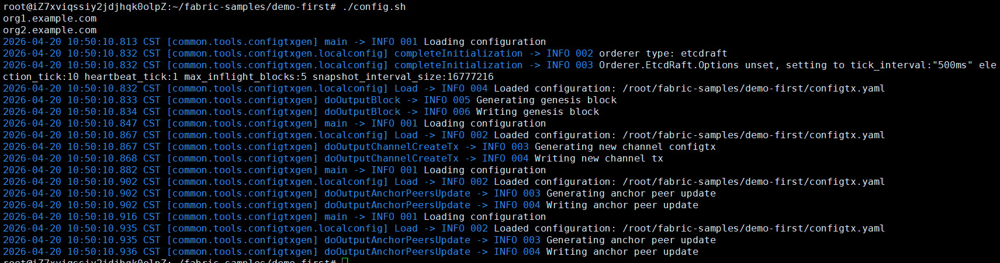 root@iZ7xviqssiy2jdjhqk0olpZ:~/fabric-samples/demo-first# ./config.sh
org1.example.com
org2.example.com
2026-04-20 10:50:10.813 CST [common.tools.configtxgen] main -> INFO 001 Loading configuration
2026-04-20 10:50:10.832 CST [common.tools.configtxgen.localconfig] completeInitialization -> INFO 002 orderer type: etcdraft
2026-04-20 10:50:10.832 CST [common.tools.configtxgen.localconfig] completeInitialization -> INFO 003 Orderer.EtcdRaft.Options unset, setting to tick_interval:"500ms" ele
ction_tick:10 heartbeat_tick:1 max_inflight_blocks:5 snapshot_interval_size:16777216
2026-04-20 10:50:10.832 CST [common.tools.configtxgen.localconfig] Load -> INFO 004 Loaded configuration: /root/fabric-samples/demo-first/configtx.yaml
2026-04-20 10:50:10.833 CST [common.tools.configtxgen] doOutputBlock -> INFO 005 Generating genesis block
2026-04-20 10:50:10.834 CST [common.tools.configtxgen] doOutputBlock -> INFO 006 Writing genesis block
2026-04-20 10:50:10.847 CST [common.tools.configtxgen] main -> INFO 001 Loading configuration
2026-04-20 10:50:10.867 CST [common.tools.configtxgen.localconfig] Load -> INFO 002 Loaded configuration: /root/fabric-samples/demo-first/configtx.yaml
2026-04-20 10:50:10.867 CST [common.tools.configtxgen] doOutputChannelCreateTx -> INFO 003 Generating new channel configtx
2026-04-20 10:50:10.868 CST [common.tools.configtxgen] doOutputChannelCreateTx -> INFO 004 Writing new channel tx
2026-04-20 10:50:10.882 CST [common.tools.configtxgen] main -> INFO 001 Loading configuration
2026-04-20 10:50:10.902 CST [common.tools.configtxgen.localconfig] Load -> INFO 002 Loaded configuration: /root/fabric-samples/demo-first/configtx.yaml
2026-04-20 10:50:10.902 CST [common.tools.configtxgen] doOutputAnchorPeersUpdate -> INFO 003 Generating anchor peer update
2026-04-20 10:50:10.902 CST [common.tools.configtxgen] doOutputAnchorPeersUpdate -> INFO 004 Writing anchor peer update
2026-04-20 10:50:10.916 CST [common.tools.configtxgen] main -> INFO 001 Loading configuration
2026-04-20 10:50:10.935 CST [common.tools.configtxgen.localconfig] Load -> INFO 002 Loaded configuration: /root/fabric-samples/demo-first/configtx.yaml
2026-04-20 10:50:10.935 CST [common.tools.configtxgen] doOutputAnchorPeersUpdate -> INFO 003 Generating anchor peer update
2026-04-20 10:50:10.936 CST [common.tools.configtxgen] doOutputAnchorPeersUpdate -> INFO 004 Writing anchor peer update
root@iZ7xviqssiy2jdjhqk0olpZ:~/fabric-samples/demo-first#